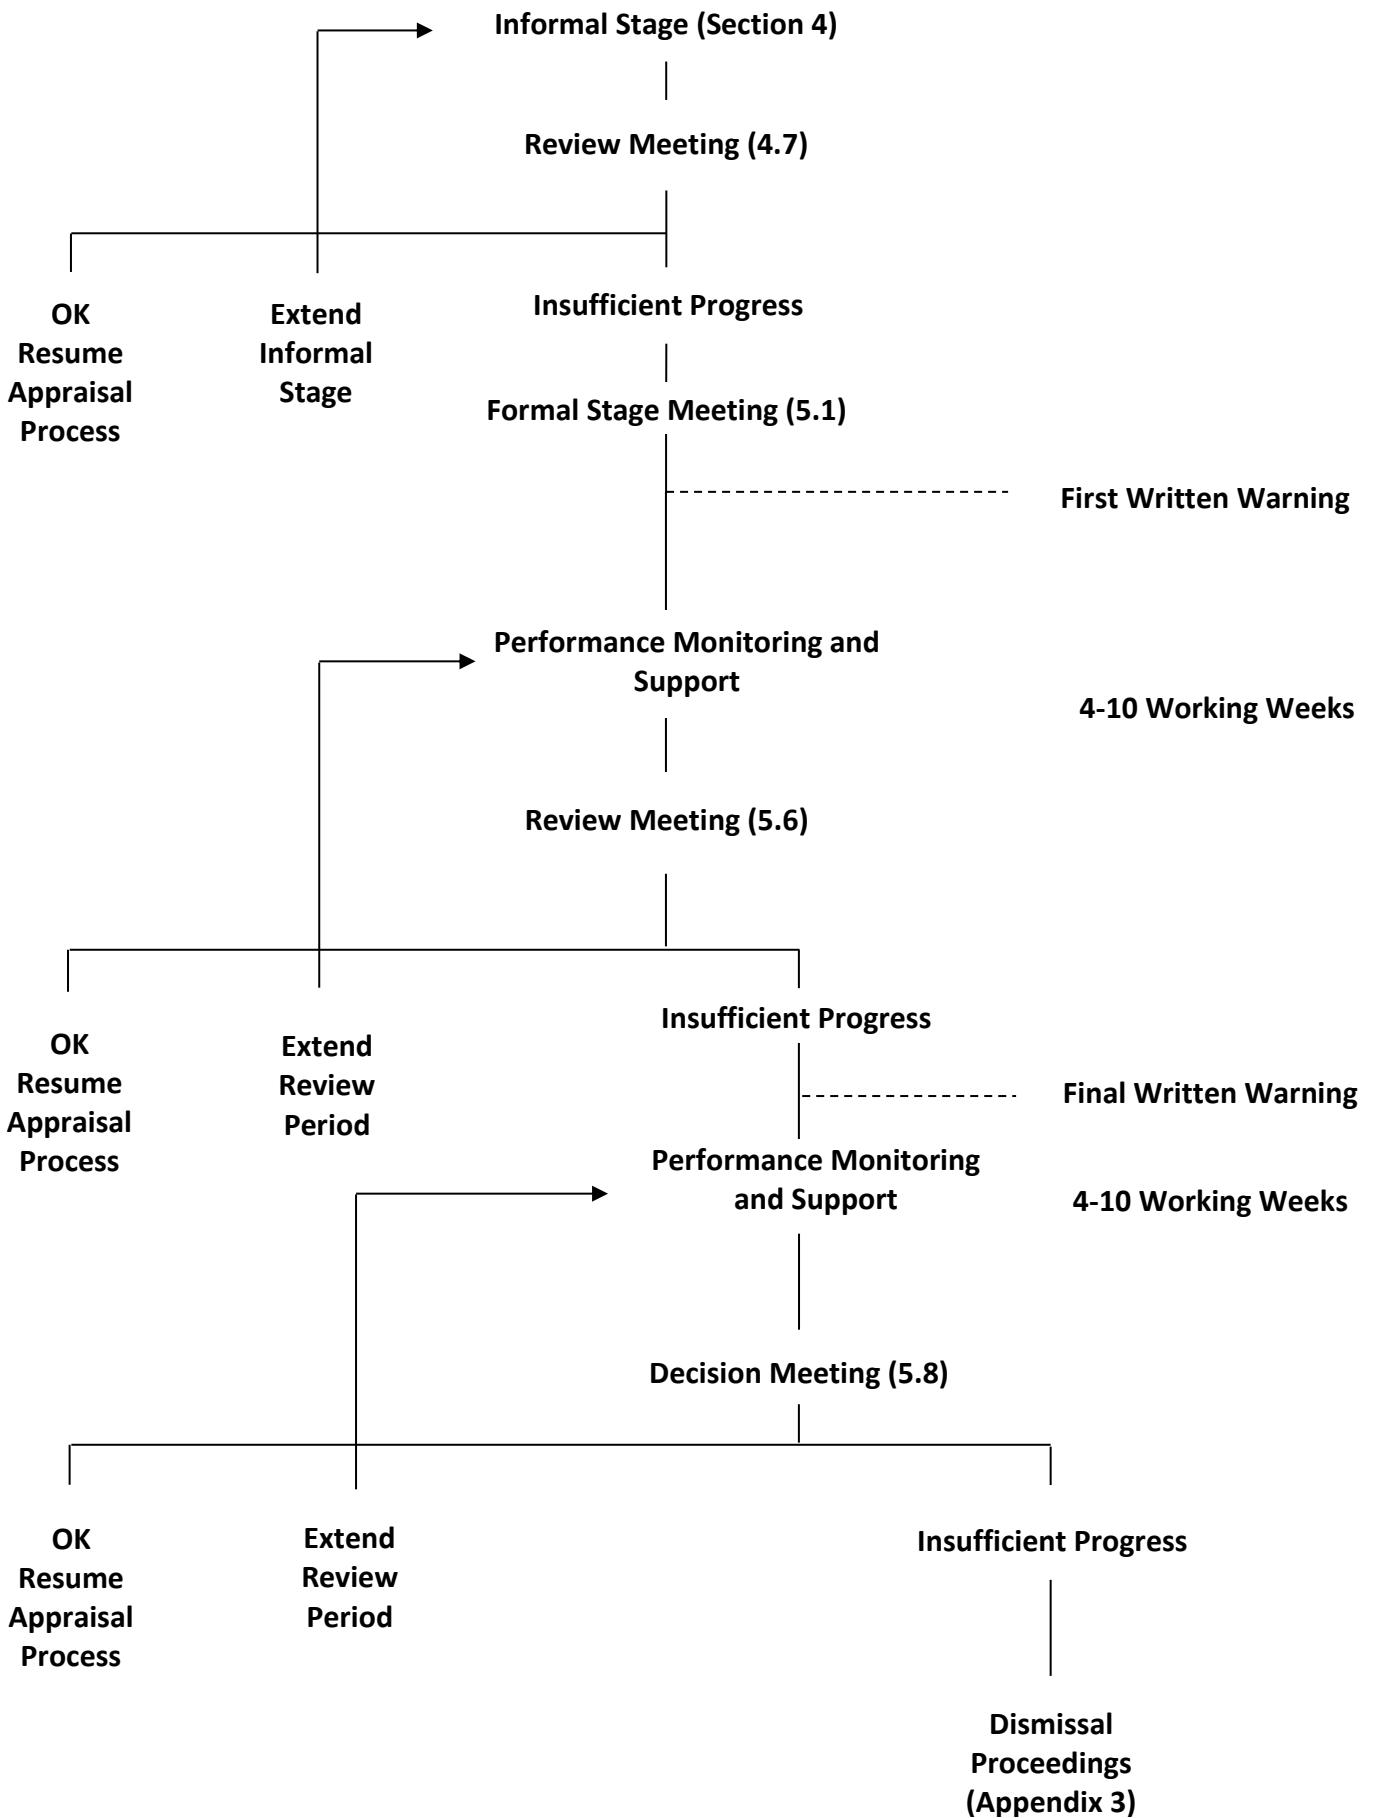 Informal Stage (Section 4)
Review Meeting (4.7)
OK
Resume
Appraisal
Process
Extend
Informal
Stage
Insufficient Progress
Formal Stage Meeting (5.1)
First Written Warning
Performance Monitoring and
Support
4-10 Working Weeks
Review Meeting (5.6)
OK
Resume
Appraisal
Process
Extend
Review
Period
Insufficient Progress
Final Written Warning
Performance Monitoring
and Support
4-10 Working Weeks
Decision Meeting (5.8)
OK
Resume
Appraisal
Process
Extend
Review
Period
Insufficient Progress
Dismissal
Proceedings
(Appendix 3)